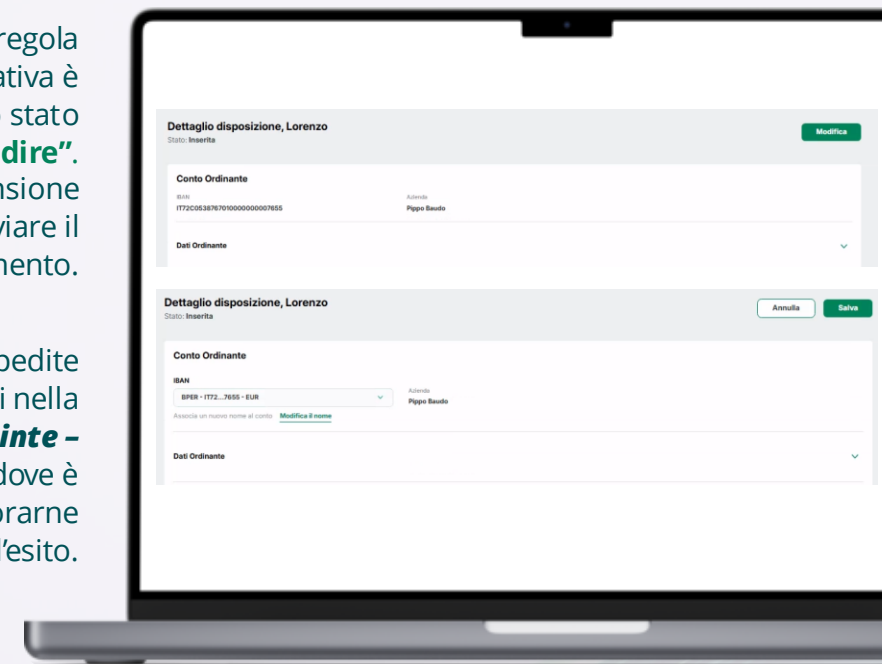 regola
ativa è
stato
dire”.
nsione
viare il
mento.
pedite
i nella
inte –
dove è
orarne
l’esito.
Dettaglio disposizione, Lorenzo
Stato: Inserita
Modifica
Conto Ordinante
IBAN
Azienda
IT72C0538767010000000007655
Pippo Baudo
Dati Ordinante
Dettaglio disposizione, Lorenzo
Stato: Inserita
Annulla
Salva
Conto Ordinante
IBAN
Azienda
BPER - IT72...7655 - EUR
Pippo Baudo
Associa un nuovo nome al conto Modifica il nome
Dati Ordinante